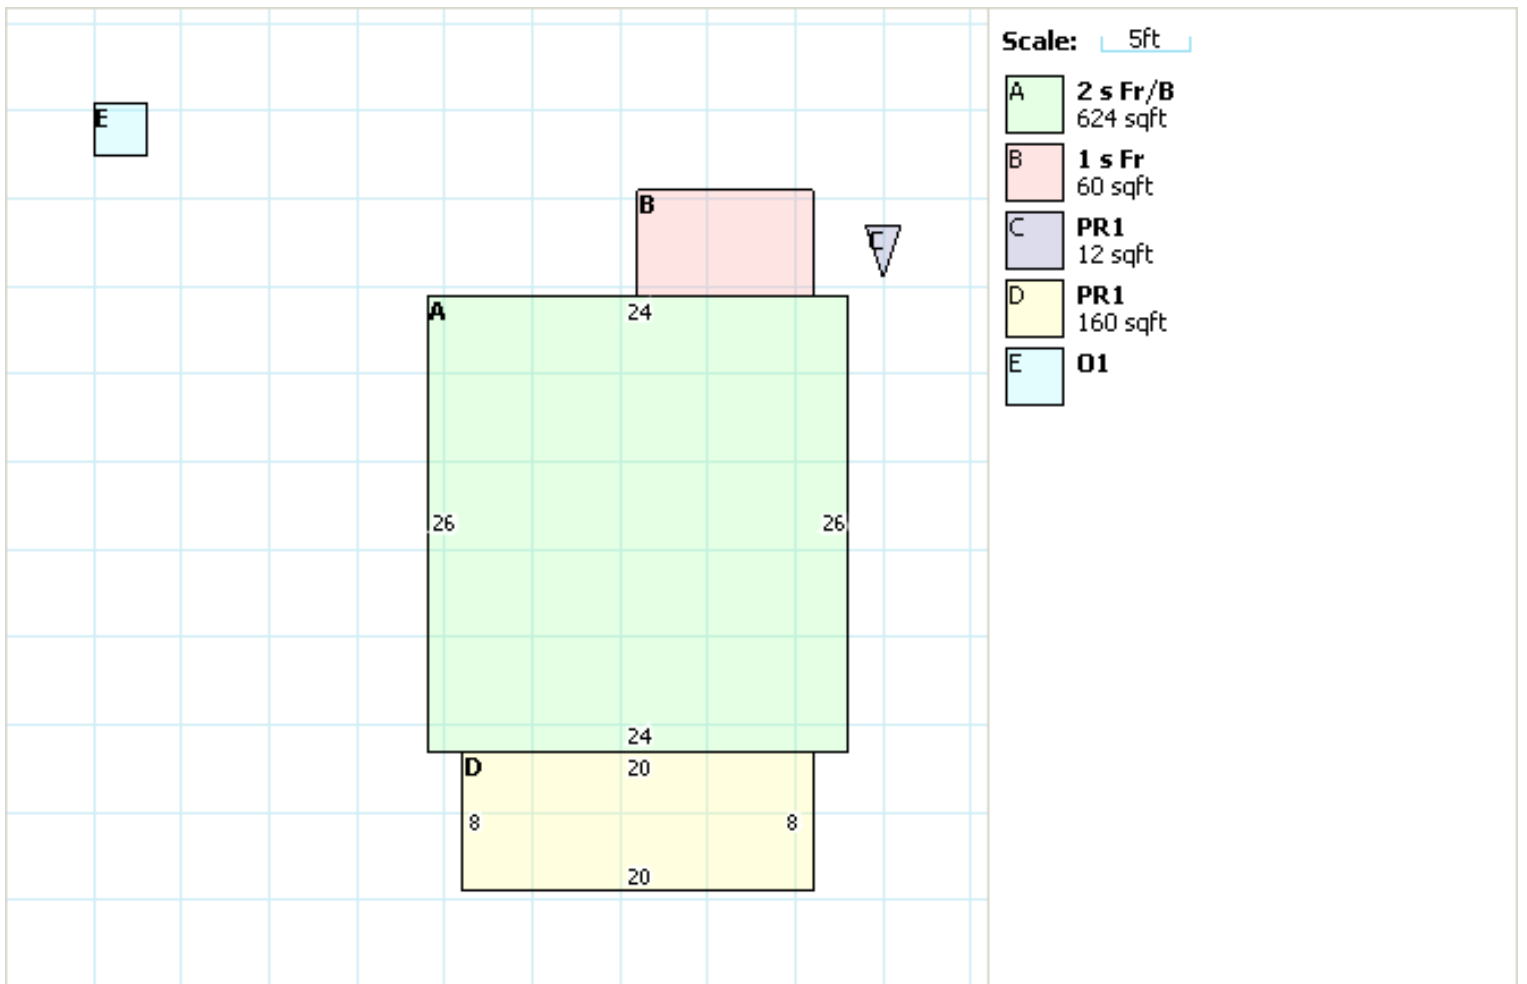 Scale: 5ft
A 2 s Fr/B
624 sqft
B 1 s Fr
60 sqft
C PR1
12 sqft
D PR1
160 sqft
E O1
E
B
C
A 24
26 26
24
D 20
8 8
20